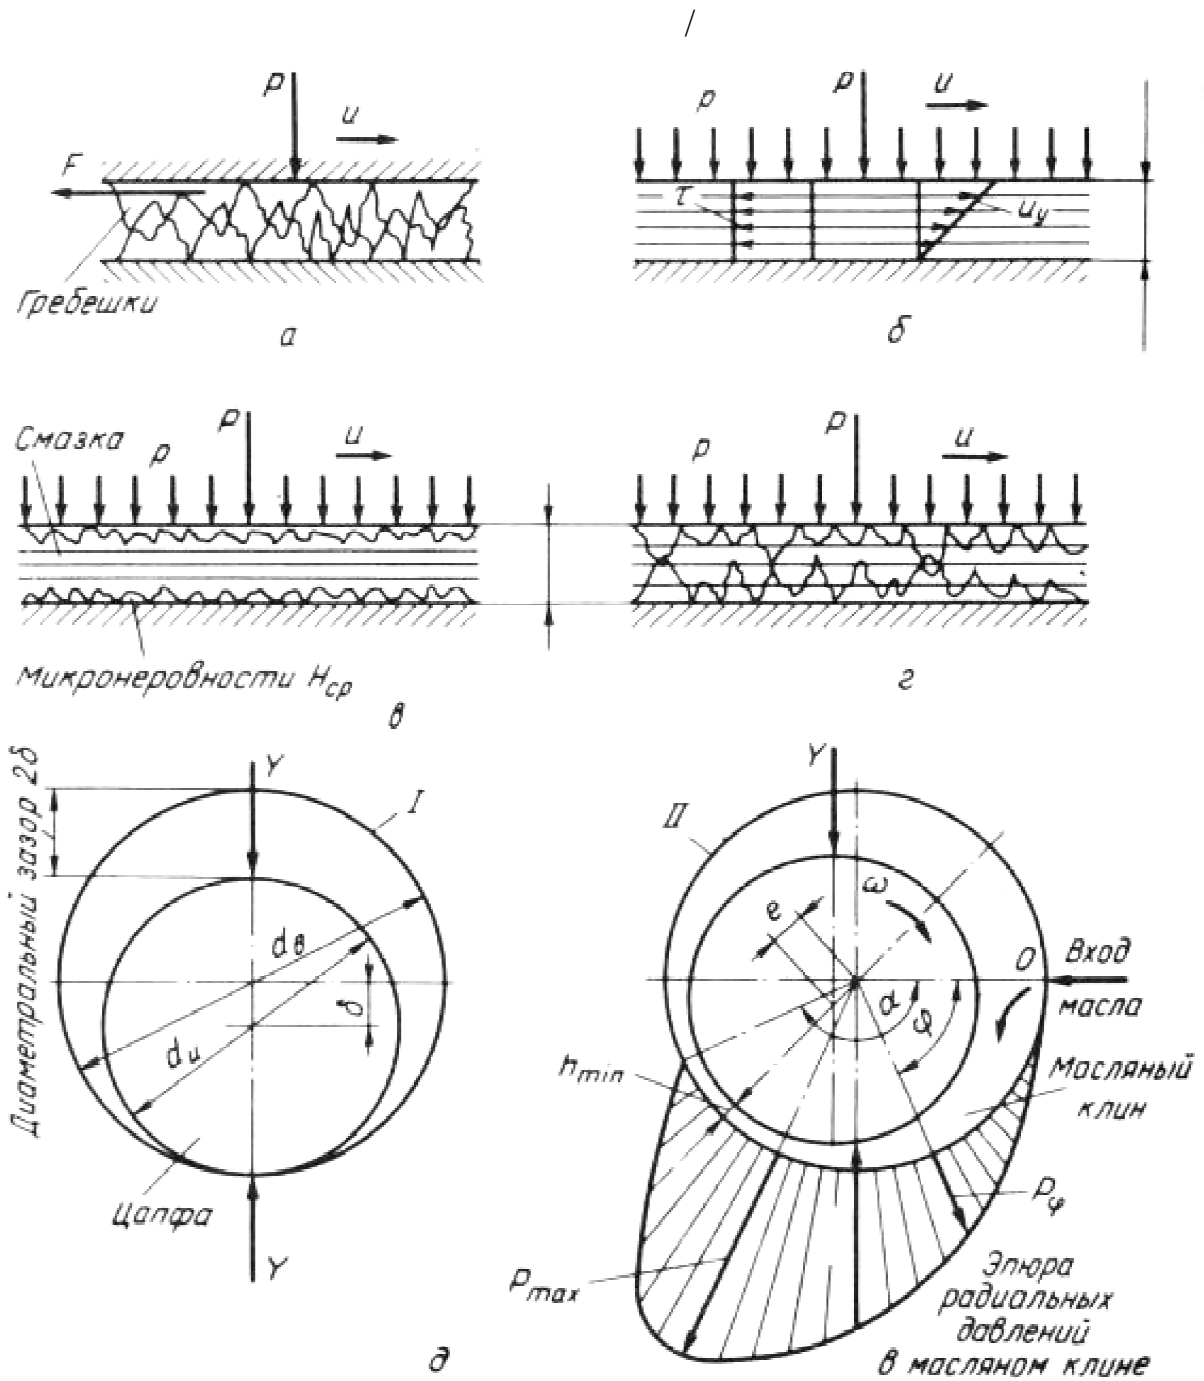 /
P
u
F
Гребешки
а
p
P
u
τ
u_y
б
Смазка
p
P
u
Микронеровности H_ср
в
p
P
u
г
Диаметральный зазор 2δ
Y
I
d_в
δ
d_и
Цапфа
Y
Y
II
ω
e
O
Вход
масла
α
φ
h_min
Масляный
клин
p_φ
p_max
Эпюра
радиальных
давлений
в масляном клине
д